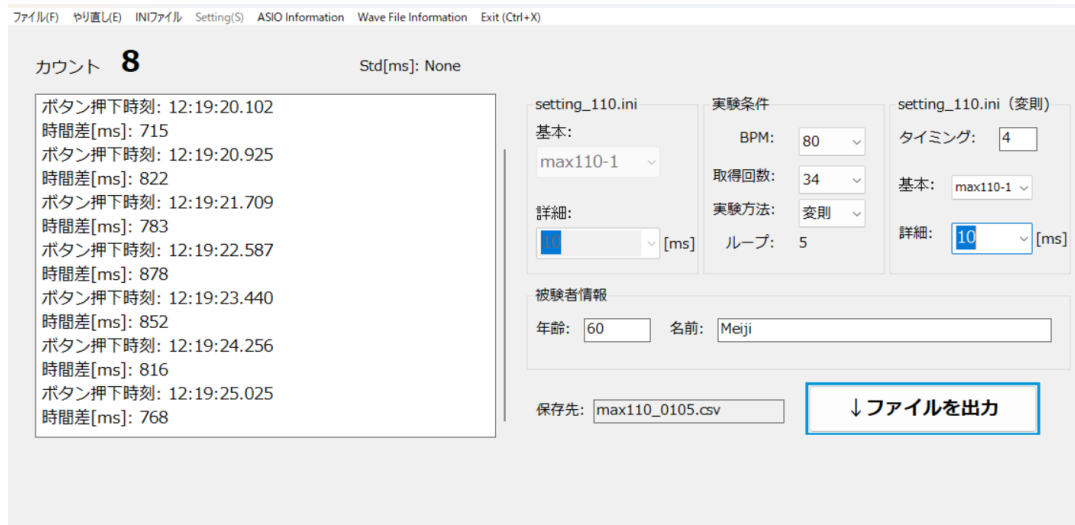 ファイル(F) やり直し(E) INIファイル Setting(S) ASIO Information Wave File Information Exit (Ctrl+X)
カウント 8 Std[ms]: None
ボタン押下時刻: 12:19:20.102
時間差[ms]: 715
ボタン押下時刻: 12:19:20.925
時間差[ms]: 822
ボタン押下時刻: 12:19:21.709
時間差[ms]: 783
ボタン押下時刻: 12:19:22.587
時間差[ms]: 878
ボタン押下時刻: 12:19:23.440
時間差[ms]: 852
ボタン押下時刻: 12:19:24.256
時間差[ms]: 816
ボタン押下時刻: 12:19:25.025
時間差[ms]: 768
setting_110.ini
基本:
max110-1
詳細:
10 [ms]
実験条件
BPM: 80
取得回数: 34
実験方法: 変則
ループ: 5
setting_110.ini（変則)
タイミング: 4
基本: max110-1
詳細: 10 [ms]
被験者情報
年齢: 60 名前: Meiji
保存先: max110_0105.csv
↓ファイルを出力